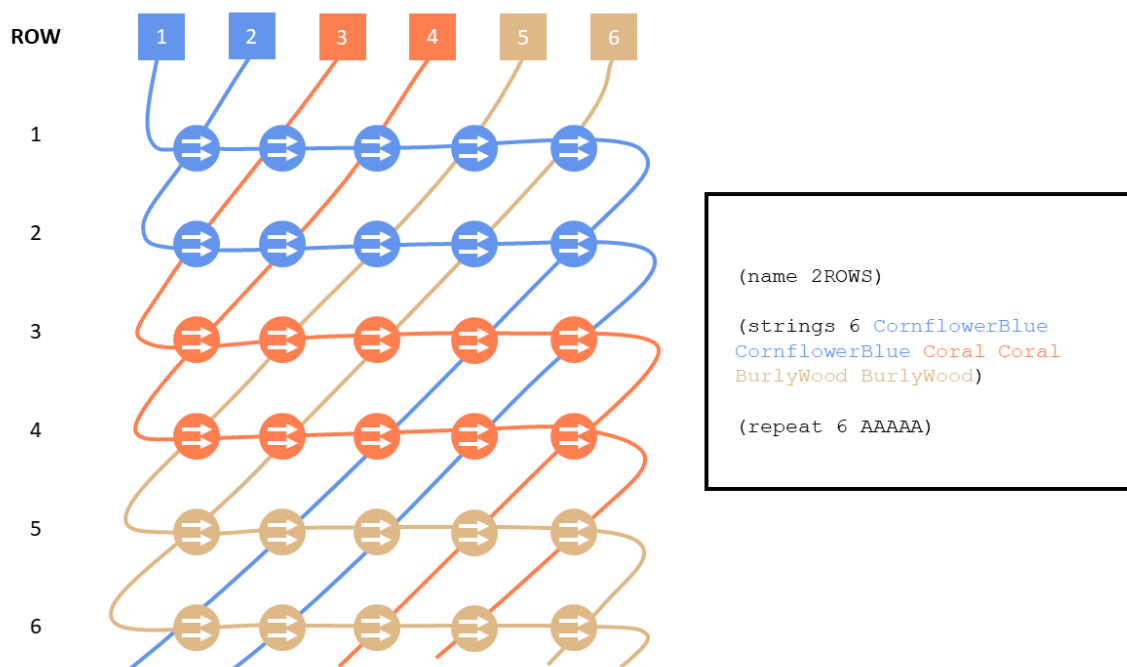 ROW 1 2 3 4 5 6
1
2
3
4
5
6
(name 2ROWS)
(strings 6 CornflowerBlue
CornflowerBlue Coral Coral
BurlyWood BurlyWood)
(repeat 6 AAAAA)